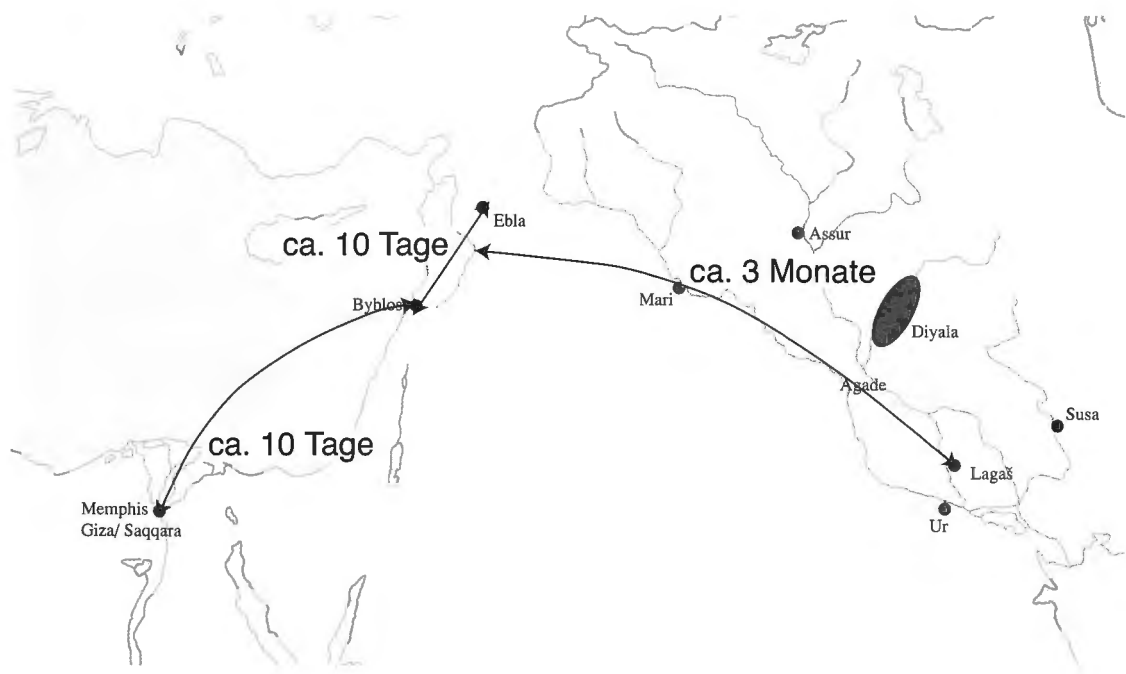 Ebla
ca. 10 Tage
Assur
ca. 3 Monate
Mari
Byblos
Diyala
Agade
Susa
ca. 10 Tage
Lagaš
Memphis
Giza/ Saqqara
Ur